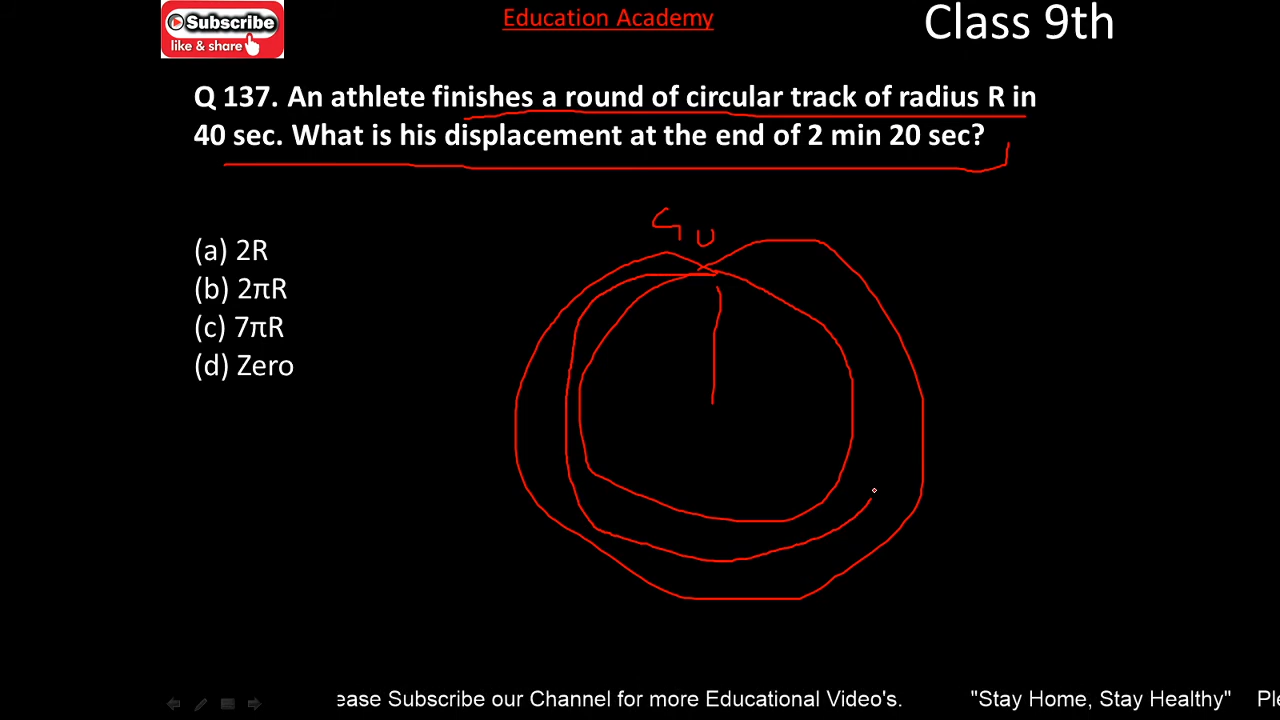 Subscribe
like & share
Education Academy
Class 9th
Q 137. An athlete finishes a round of circular track of radius R in
40 sec. What is his displacement at the end of 2 min 20 sec?
(a) 2R
(b) 2πR
(c) 7πR
(d) Zero
ease Subscribe our Channel for more Educational Video's. "Stay Home, Stay Healthy" Ple